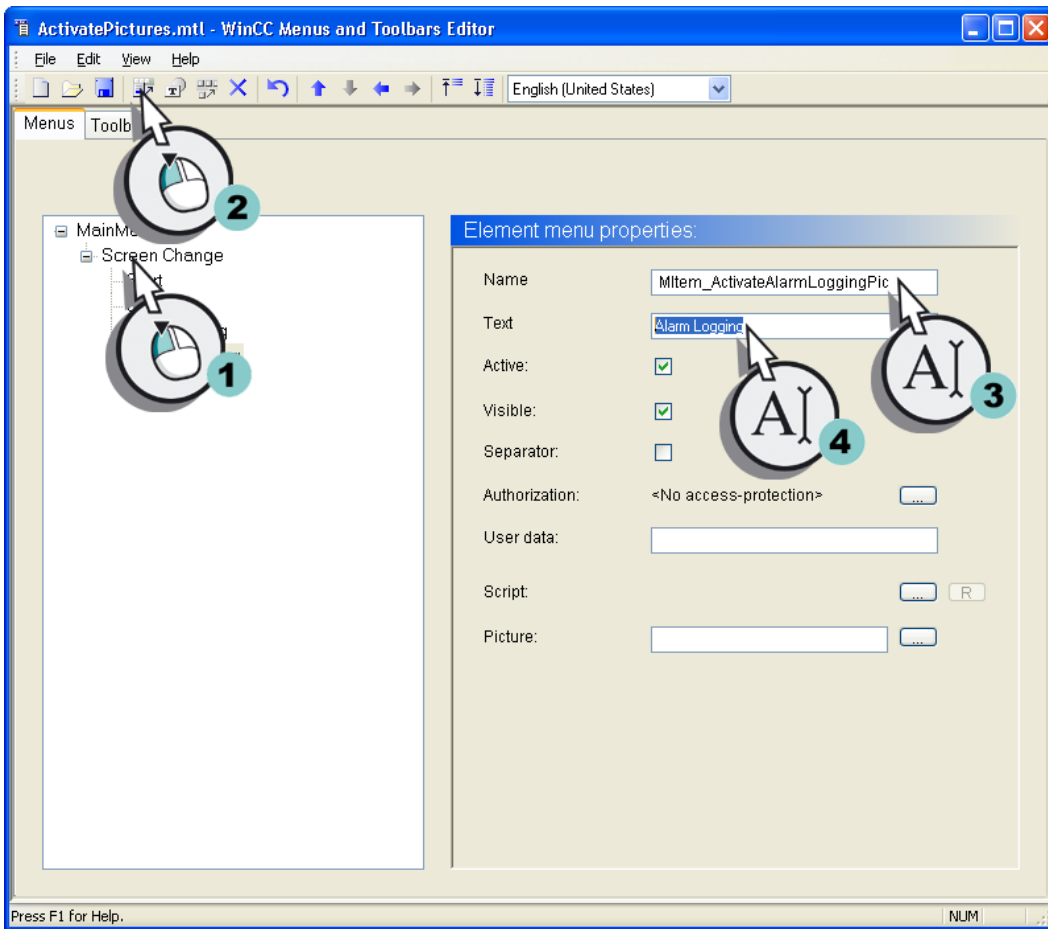 ActivatePictures.mtl - WinCC Menus and Toolbars Editor
File Edit View Help
English (United States)
Menus
2
MainM
Element menu properties:
Screen Change
Name MItem_ActivateAlarmLoggingPic
Text Alarm Logging
1
Active:
A 3
Visible:
A 4
Separator:
Authorization: <No access-protection> ...
User data:
Script: ... R
Picture: ...
Press F1 for Help. NUM